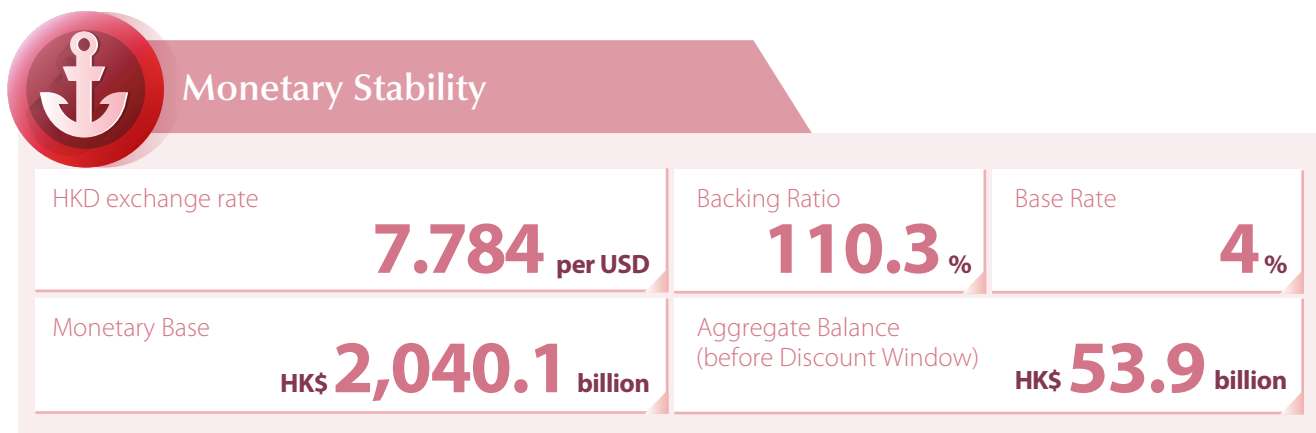 Monetary Stability
HKD exchange rate
7.784 per USD
Backing Ratio
110.3 %
Base Rate
4 %
Monetary Base
HK$ 2,040.1 billion
Aggregate Balance
(before Discount Window)
HK$ 53.9 billion